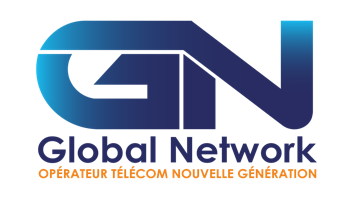 GN
Global Network
OPÉRATEUR TÉLÉCOM NOUVELLE GÉNÉRATION